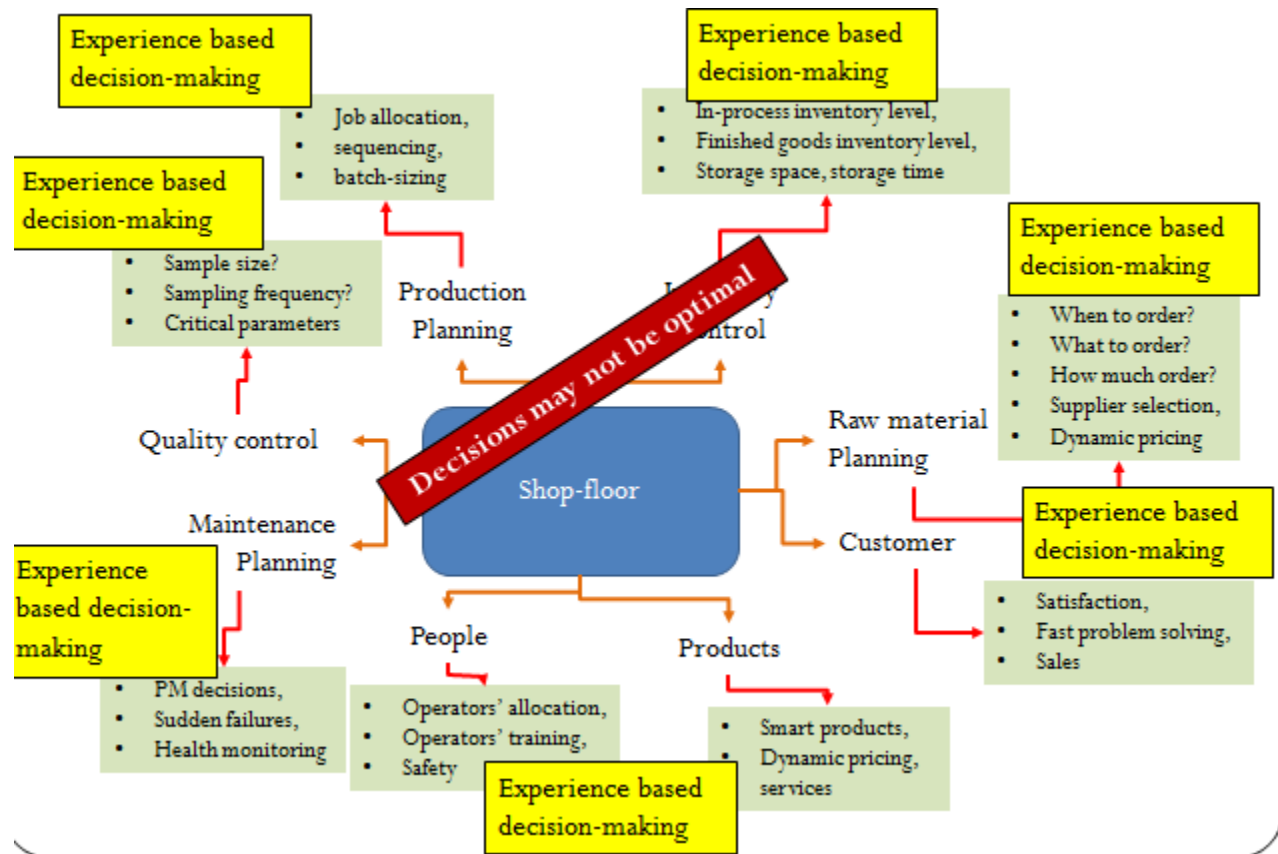 Experience based
decision-making
Experience based
decision-making
• Job allocation,
• sequencing,
• batch-sizing
• In-process inventory level,
• Finished goods inventory level,
• Storage space, storage time
Experience based
decision-making
• Sample size?
• Sampling frequency?
• Critical parameters
Experience based
decision-making
• When to order?
• What to order?
• How much order?
• Supplier selection,
• Dynamic pricing
Production
Planning
Decisions may not be optimal
Quality control
Shop-floor
Raw material
Planning
Maintenance
Planning
Customer
Experience based
decision-making
Experience
based decision-
making
• Satisfaction,
• Fast problem solving,
• Sales
People
Products
• PM decisions,
• Sudden failures,
• Health monitoring
• Operators' allocation,
• Operators' training,
• Safety
• Smart products,
• Dynamic pricing,
services
Experience based
decision-making